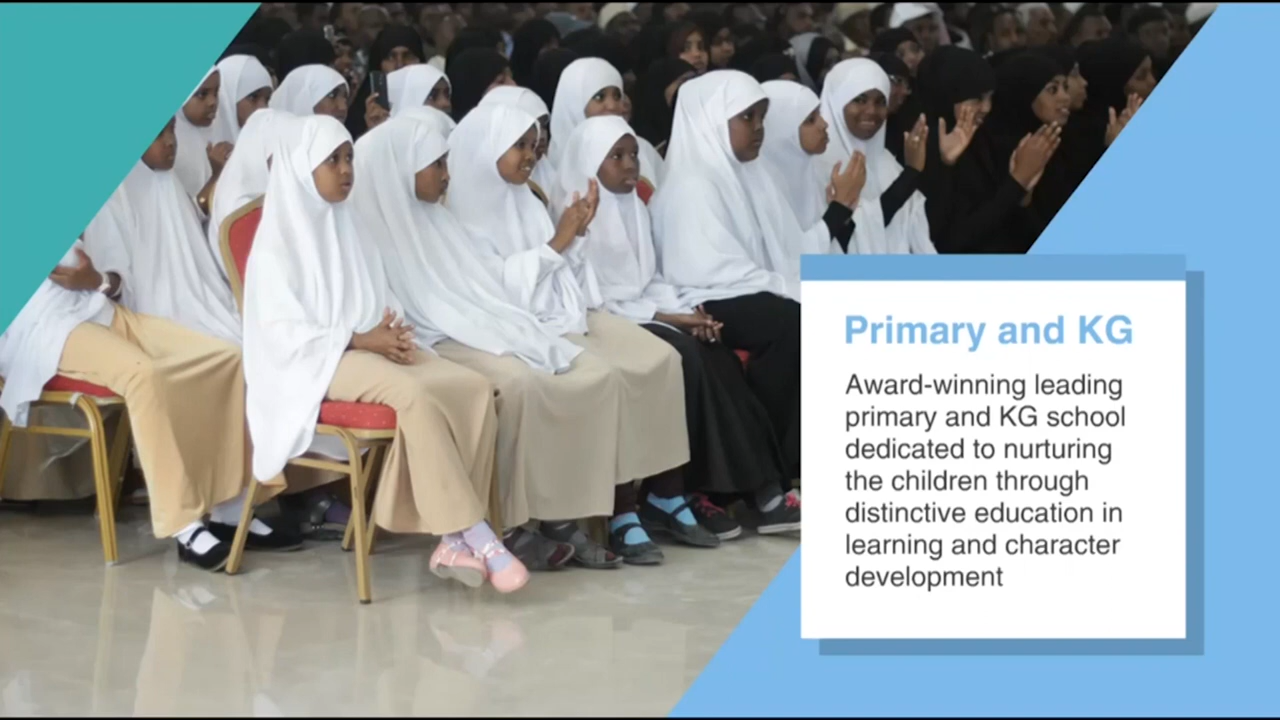 Primary and KG
Award-winning leading
primary and KG school
dedicated to nurturing
the children through
distinctive education in
learning and character
development